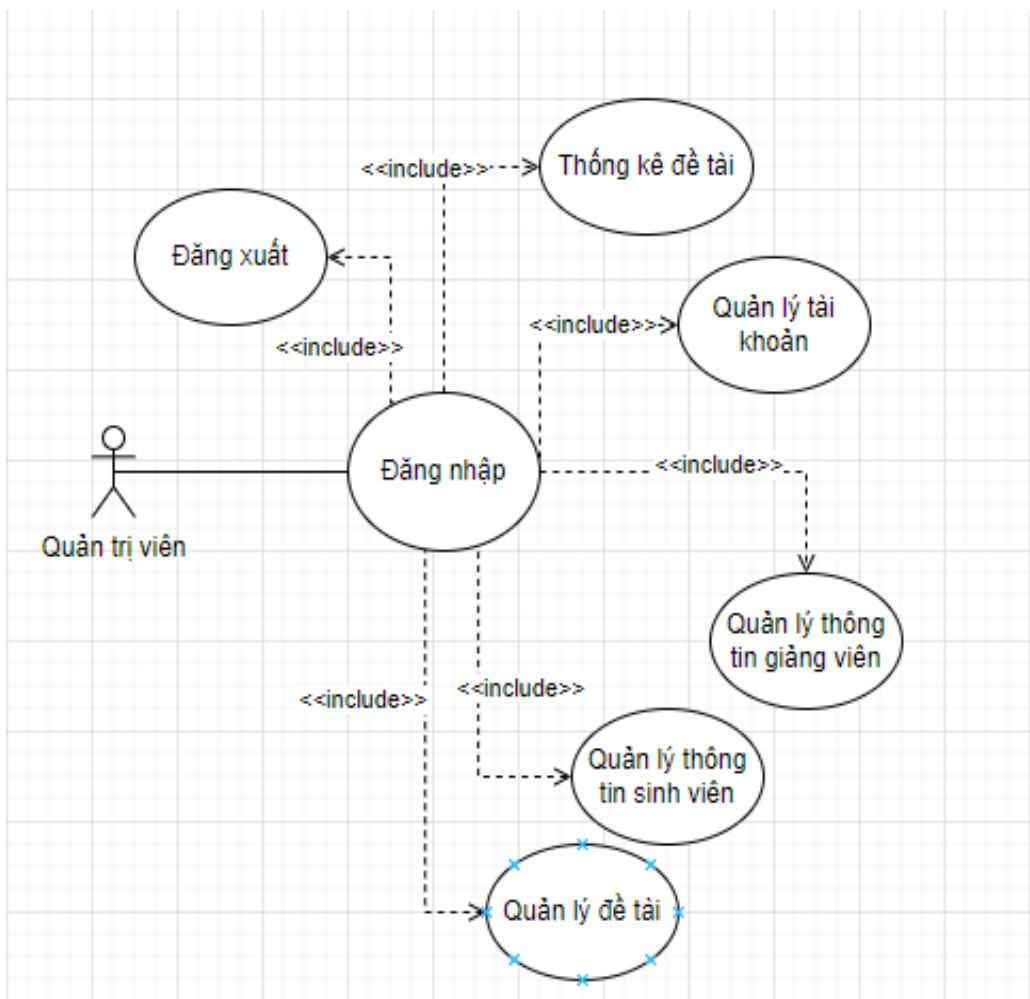 <<include>>
Thống kê đề tài
Đăng xuất
Quản lý tài
khoản
<<include>>
<<include>>
Đăng nhập
<<include>>
Quản trị viên
Quản lý thông
tin giảng viên
<<include>>
<<include>>
Quản lý thông
tin sinh viên
Quản lý đề tài